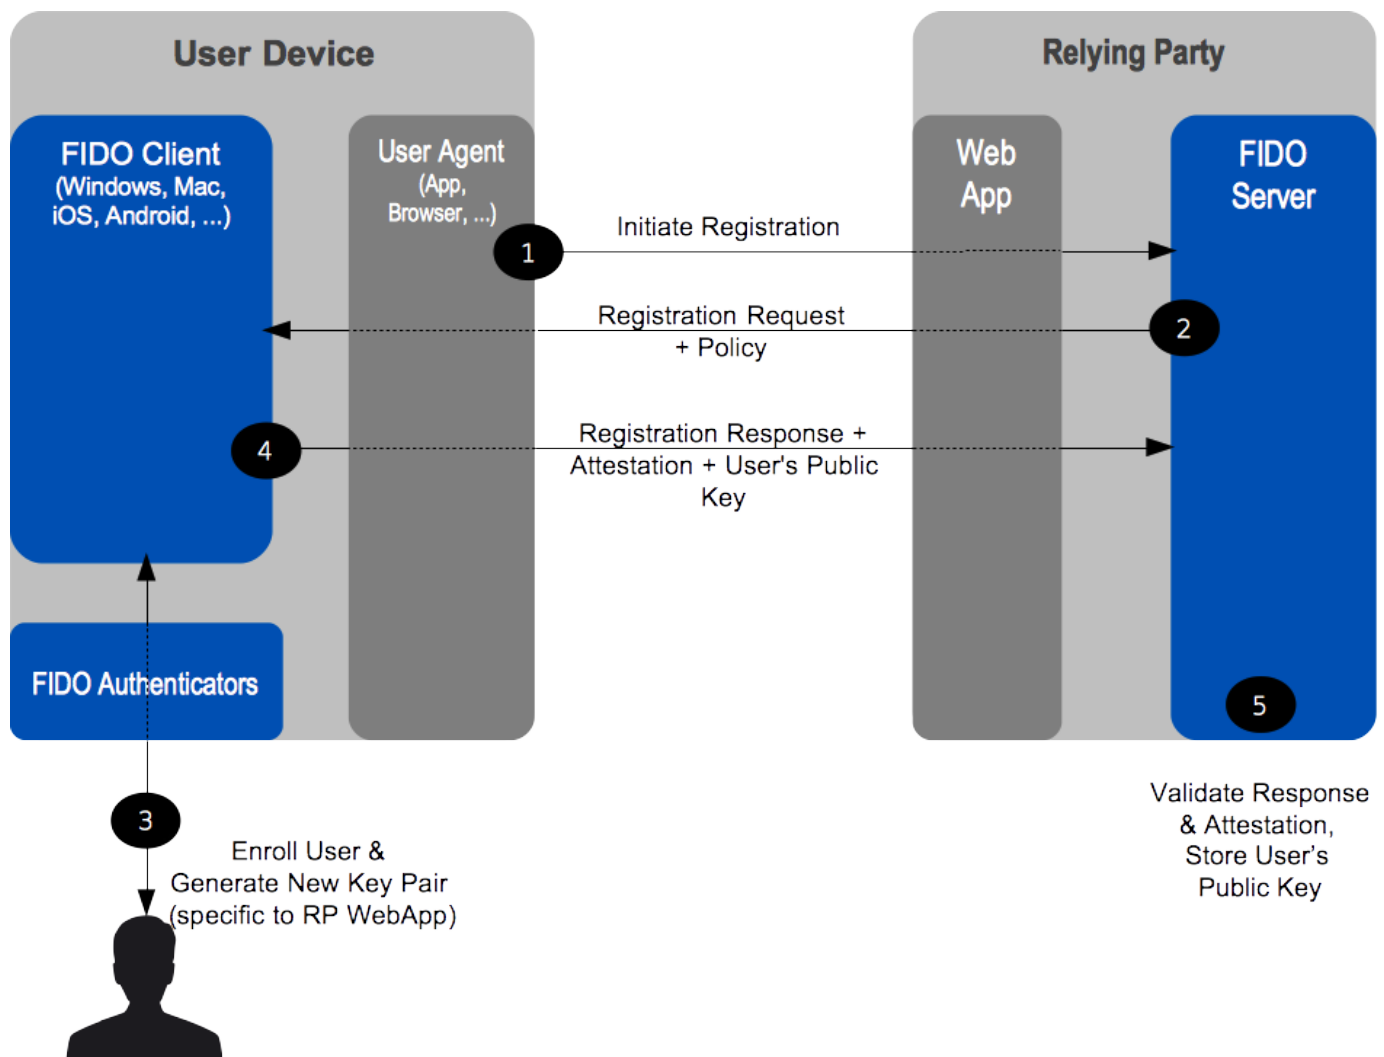 User Device
Relying Party
FIDO Client
(Windows, Mac,
iOS, Android, ...)
User Agent
(App,
Browser, ...)
Web
App
FIDO
Server
1
Initiate Registration
2
Registration Request
+ Policy
4
Registration Response +
Attestation + User's Public
Key
FIDO Authenticators
3
Enroll User &
Generate New Key Pair
(specific to RP WebApp)
5
Validate Response
& Attestation,
Store User’s
Public Key